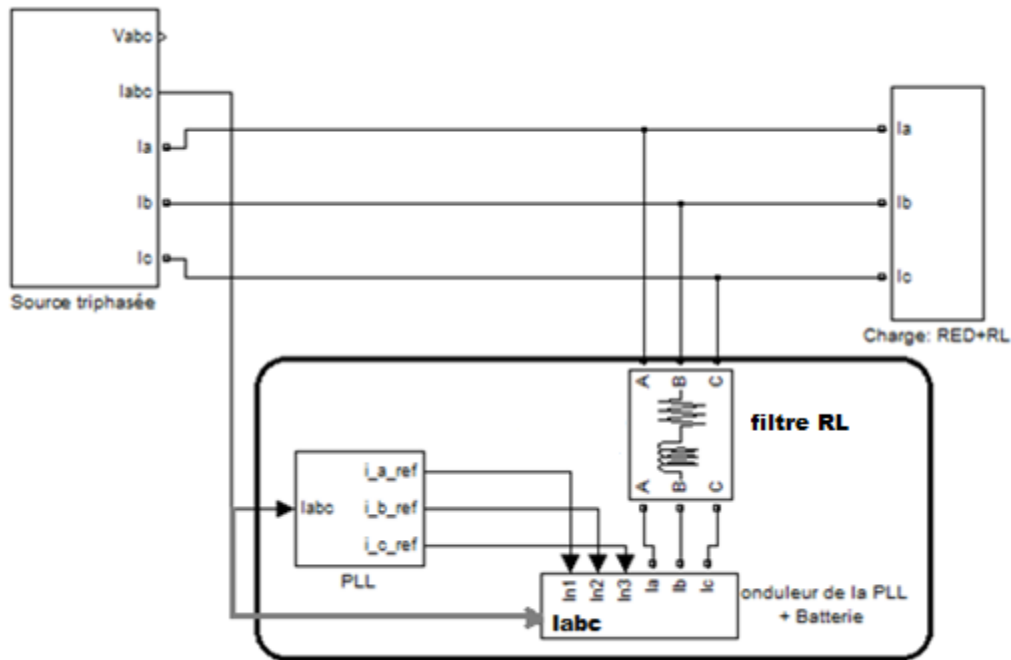 Vabc
Iabc
Ia
Ib
Ic
Source triphasée
Ia
Ib
Ic
Charge: RED+RL
A B C
filtre RL
A B C
Iabc
i_a_ref
i_b_ref
i_c_ref
PLL
In1 In2 In3 Ia Ib Ic
Iabc
onduleur de la PLL
+ Batterie